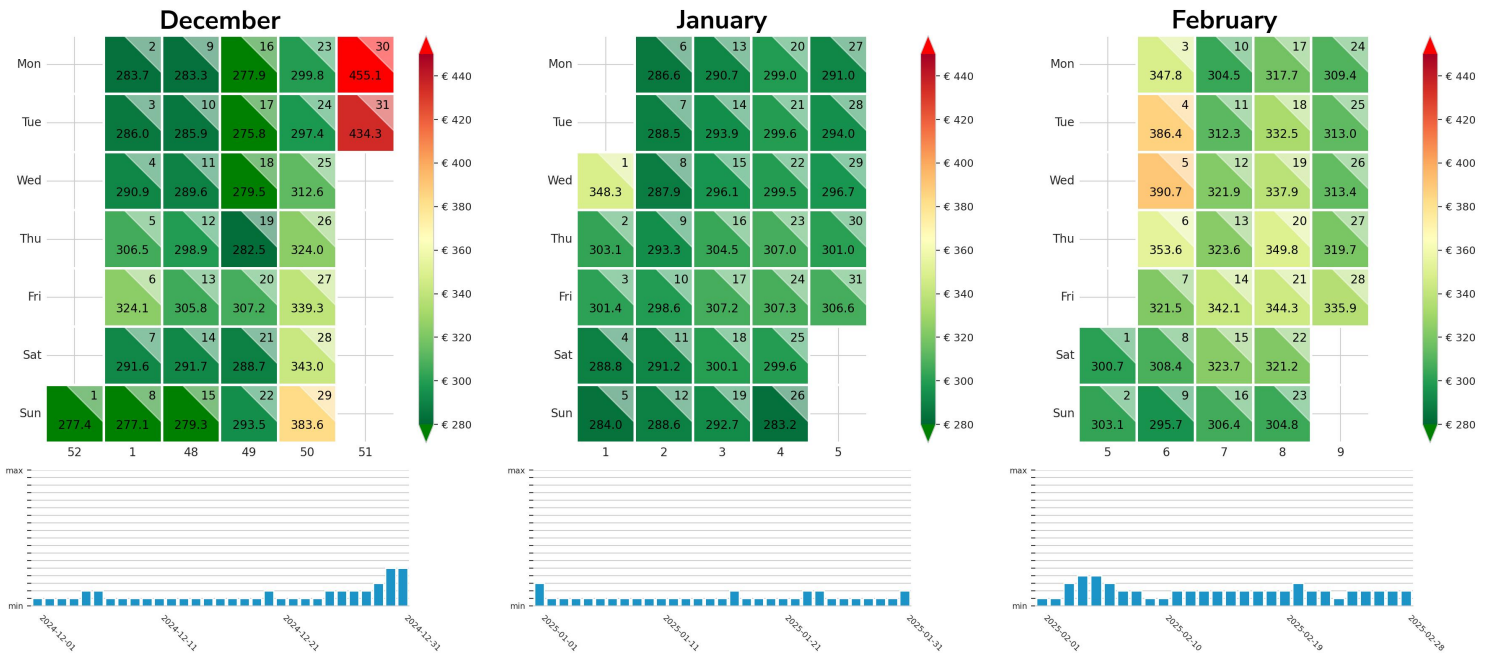 December January February
Mon 2 9 16 23 30 € 440 Mon 6 13 20 27 € 440 Mon 3 10 17 24 € 440
283.7 283.3 277.9 299.8 455.1 286.6 290.7 299.0 291.0 347.8 304.5 317.7 309.4
Tue 3 10 17 24 31 € 420 Tue 7 14 21 28 € 420 Tue 4 11 18 25 € 420
286.0 285.9 275.8 297.4 434.3 288.5 293.9 299.6 294.0 386.4 312.3 332.5 313.0
€ 400 € 400 € 400
Wed 4 11 18 25 Wed 1 8 15 22 29 Wed 5 12 19 26
290.9 289.6 279.5 312.6 € 380 348.3 287.9 296.1 299.5 296.7 € 380 390.7 321.9 337.9 313.4 € 380
Thu 5 12 19 26 Thu 2 9 16 23 30 Thu 6 13 20 27
306.5 298.9 282.5 324.0 € 360 303.1 293.3 304.5 307.0 301.0 € 360 353.6 323.6 349.8 319.7 € 360
Fri 6 13 20 27 € 340 Fri 3 10 17 24 31 € 340 Fri 7 14 21 28 € 340
324.1 305.8 307.2 339.3 301.4 298.6 307.2 307.3 306.6 321.5 342.1 344.3 335.9
€ 320 € 320 € 320
Sat 7 14 21 28 Sat 4 11 18 25 Sat 1 8 15 22
291.6 291.7 288.7 343.0 € 300 288.8 291.2 300.1 299.6 € 300 300.7 308.4 323.7 321.2 € 300
Sun 1 8 15 22 29 Sun 5 12 19 26 Sun 2 9 16 23
277.4 277.1 279.3 293.5 383.6 € 280 284.0 288.6 292.7 283.2 € 280 303.1 295.7 306.4 304.8 € 280
52 1 48 49 50 51 1 2 3 4 5 5 6 7 8 9
max max max
min min min
2024-12-01 2024-12-11 2024-12-21 2024-12-31 2025-01-01 2025-01-11 2025-01-21 2025-01-31 2025-02-01 2025-02-10 2025-02-19 2025-02-28